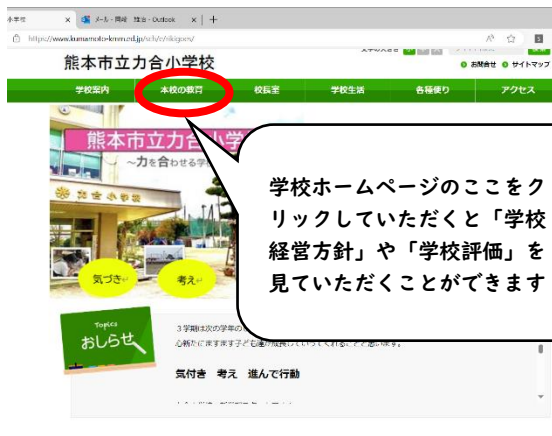 小学校
メール - 岡崎 雅吉 - Outlook
https://www.kumamoto-kmm.ed.jp/sch/e/rikigoes/
熊本市立力合小学校
お問合せ サイトマップ
学校案内 本校の教育 校長室 学校生活 各種便り アクセス
熊本市立力合小学
~力を合わせる学
力合小学校
気づき 考え
学校ホームページのここをク
リックしていただくと「学校
経営方針」や「学校評価」を
見ていただくことができます
Topics
おしらせ
3学期は次の学年の
気付き 考え 進んで行動